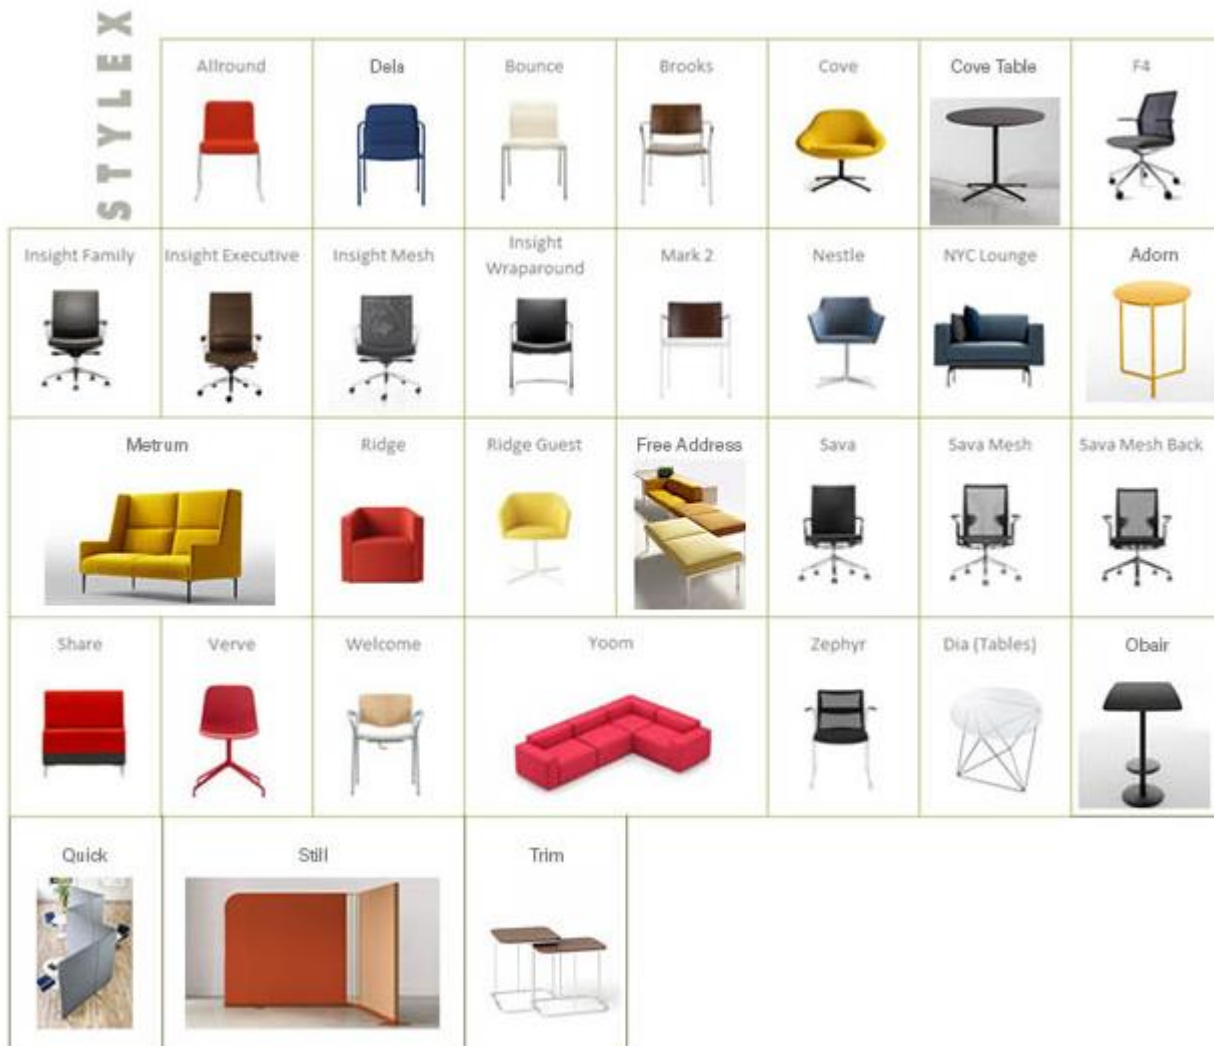 STYLEX
Allround
Dela
Bounce
Brooks
Cove
Cove Table
F4
Insight Family
Insight Executive
Insight Mesh
Insight
Wraparound
Mark 2
Nestle
NYC Lounge
Adorn
Metrum
Ridge
Ridge Guest
Free Address
Sava
Sava Mesh
Sava Mesh Back
Share
Verve
Welcome
Yoom
Zephyr
Dia (Tables)
Obair
Quick
Still
Trim